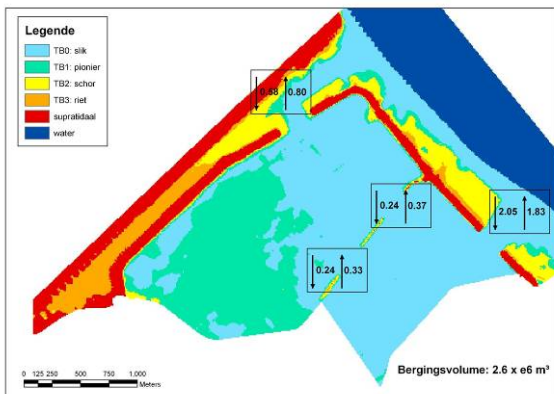 Legende
TB0: slik
TB1: pionier
TB2: schor
TB3: riet
supratidaal
water
0.58 0.80
0.24 0.37
2.05 1.83
0.24 0.33
Bergingsvolume: 2.6 x e6 m³
0 125 250 500 750 1.000
Meters